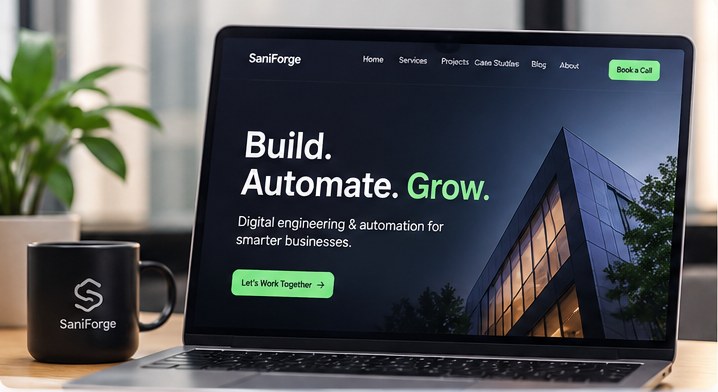 SaniForge
Home Services Projects Case Studies Blog About
Book a Call
Build.
Automate. Grow.
Digital engineering & automation for
smarter businesses.
Let's Work Together →
SaniForge